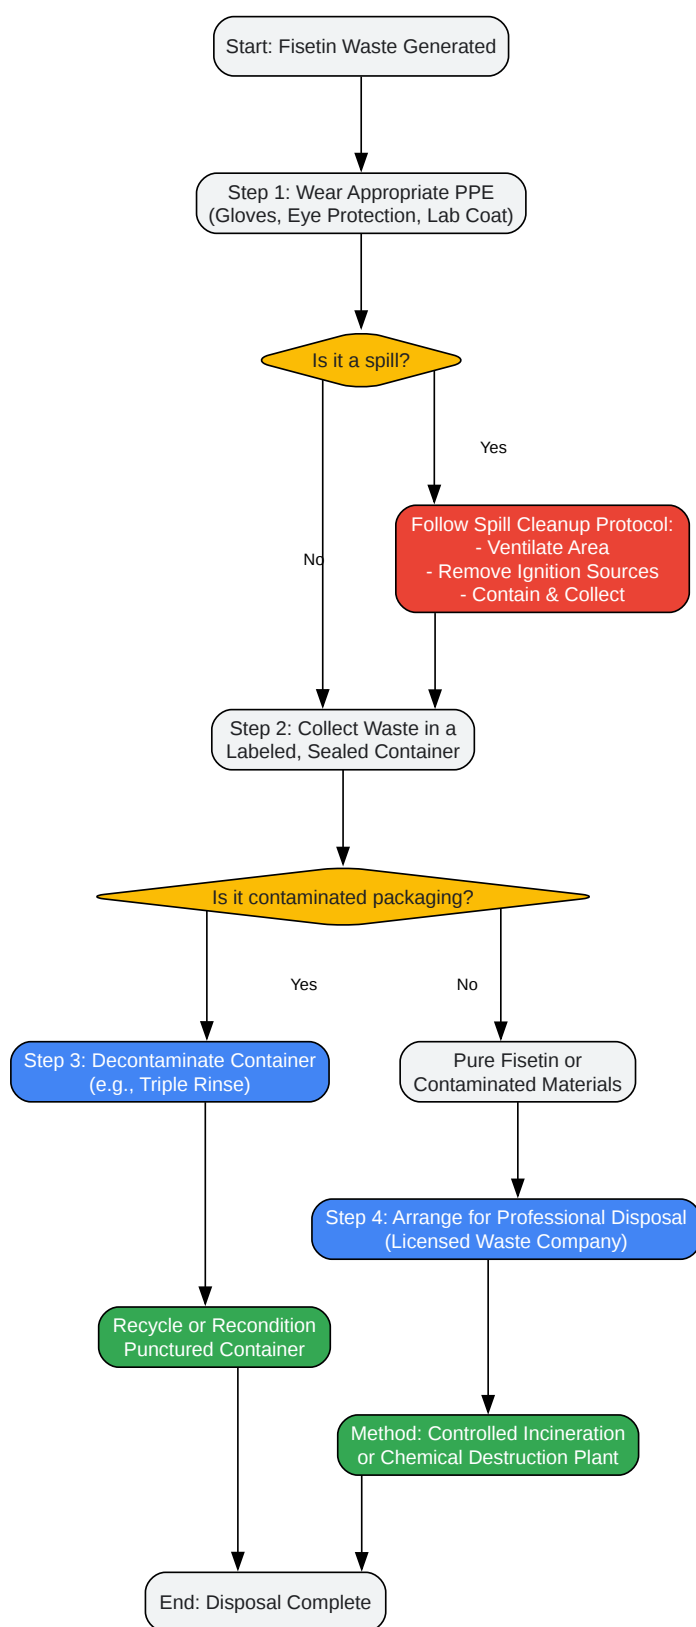 Start: Fisetin Waste Generated
Step 1: Wear Appropriate PPE
(Gloves, Eye Protection, Lab Coat)
Is it a spill?
Yes
Follow Spill Cleanup Protocol:
- Ventilate Area
- Remove Ignition Sources
- Contain & Collect
No
Step 2: Collect Waste in a
Labeled, Sealed Container
Is it contaminated packaging?
Yes
No
Step 3: Decontaminate Container
(e.g., Triple Rinse)
Pure Fisetin or
Contaminated Materials
Step 4: Arrange for Professional Disposal
(Licensed Waste Company)
Recycle or Recondition
Punctured Container
Method: Controlled Incineration
or Chemical Destruction Plant
End: Disposal Complete